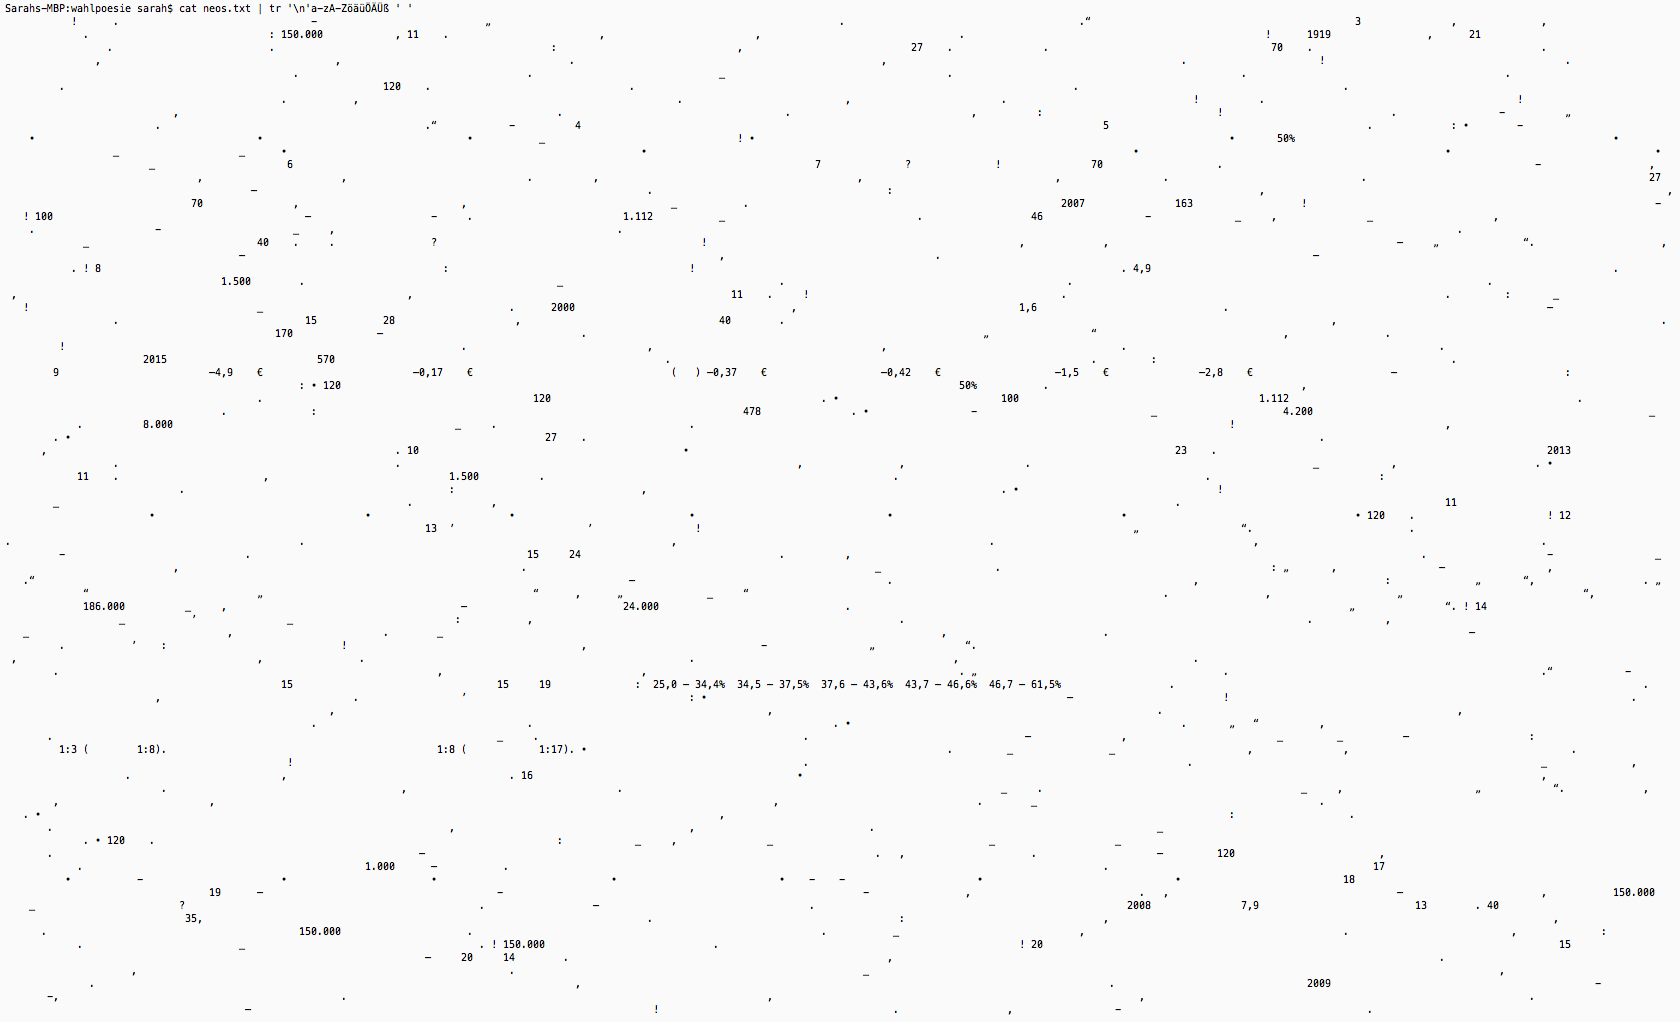 Sarahs-MBP:wahlpoesie sarah$ cat neos.txt | tr '\n'a-zA-ZöäüÖÄÜß ' '
! . – „ . .“ 3 , ,
. : 150.000 , 11 . , , . ! 1919 , 21
. . : , 27 . . 70 . .
, , . , . ! .
. . _ . . .
. 120 . . . .
. , . , . ! . !
, . . , : ! . – „
. .“ – 4 5 . : • –
• • • _ ! • • 50% •
_ _ • • • • •
_ 6 7 ? ! 70 . – ,
, , . , , , . . 27
– . : , ,
70 , , _ . 2007 163 ! –
! 100 – – . 1.112 _ . 46 – _ , _ ,
. – _ , . .
_ 40 . . ? ! , , – „ “. ,
– , . –
. ! 8 : ! . 4,9 .
1.500 . _ . . .
, , 11 . ! . . : _
! _ . 2000 , 1,6 . –
. 15 28 , 40 . , .
170 – . „ “ , .
! . , , . .
2015 570 . . : .
9 –4,9 € –0,17 € ( ) –0,37 € –0,42 € –1,5 € –2,8 € – :
: • 120 50% . ,
. 120 . • 100 1.112 .
. : 478 . • – _ 4.200 _
. 8.000 _ . . ! ,
. • 27 . .
, . 10 • 23 . 2013
. . , , . _ , . •
11 . , 1.500 . . . :
. : , . • !
_ . , . 11
• • • • • • • 120 . ! 12
13 ’ ’ ! „ “. .
. . , . , .
– . 15 24 . , . – _
, . _ . : „ , – ,
.“ – . , : „ “, . „
“ „ “ , „ _ “ . , „ “,
186.000 _ , , – 24.000 . „ “. ! 14
_ _ : , . . ,
_ , . _ , . –
. ’ : ! , – „ “.
, , . . , .
. , , . „ . .“ –
15 15 19 : 25,0 – 34,4% 34,5 – 37,5% 37,6 – 43,6% 43,7 – 46,6% 46,7 – 61,5% . .
, . ’ : • – ! .
, , . ,
. . . • . „ “ , .
. _ . . – , _ _ – :
1:3 ( 1:8). 1:8 ( 1:17). • . _ _ , , .
! . . _ ,
. , . 16 • ,
. , . _ . _ , „ “. ,
, , , . _ .
. • , : .
. , , . _
. • 120 . : _ , _ _ _
. – . , . – 120 ,
. 1.000 – . . 17
• – • • • • – – • • 18
19 – – – , . , – , 150.000
_ ? . – . 2008 7,9 13 . 40
35, . : , ,
. 150.000 . . _ , . , :
. _ . ! 150.000 . ! 20 15
– 20 14 . , .
, . _ ,
. , . 2009 –
–, . , , .
– ! . , – .